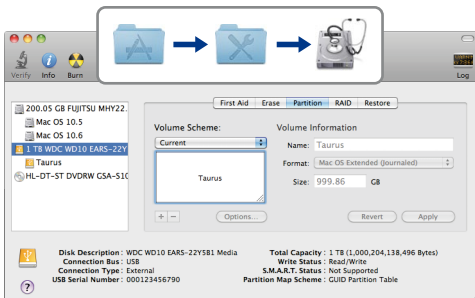 Verify Info Burn
Log
200.05 GB FUJITSU MHY22.
Mac OS 10.5
Mac OS 10.6
1 TB WDC WD10 EARS-22Y
Taurus
HL-DT-ST DVDRW GSA-S10
First Aid Erase Partition RAID Restore
Volume Scheme:
Current
Taurus
+ − Options...
Volume Information
Name: Taurus
Format: Mac OS Extended (Journaled)
Size: 999.86 GB
Revert Apply
Disk Description : WDC WD10 EARS-22Y5B1 Media
Connection Bus : USB
Connection Type : External
USB Serial Number : 000123456790
Total Capacity : 1 TB (1,000,204,138,496 Bytes)
Write Status : Read/Write
S.M.A.R.T. Status : Not Supported
Partition Map Scheme : GUID Partition Table
?